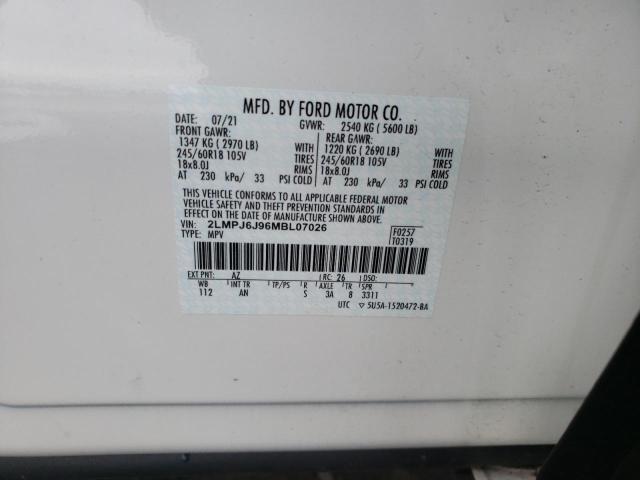 MFD. BY FORD MOTOR CO.
DATE: 07/21 GVWR: 2540 KG ( 5600 LB)
FRONT GAWR: REAR GAWR:
1347 KG ( 2970 LB) WITH 1220 KG ( 2690 LB) WITH
245/60R18 105V TIRES 245/60R18 105V TIRES
18x8.0J RIMS 18x8.0J RIMS
AT 230 kPa/ 33 PSI COLD AT 230 kPa/ 33 PSI COLD
THIS VEHICLE CONFORMS TO ALL APPLICABLE FEDERAL MOTOR
VEHICLE SAFETY AND THEFT PREVENTION STANDARDS IN
EFFECT ON THE DATE OF MANUFACTURE SHOWN ABOVE.
VIN: 2LMPJ6J96MBL07026 F0257
TYPE: MPV T0319
EXT PNT: AZ RC: 26 DSO:
WB INT TR TP/PS R AXLE TR SPR
112 AN S 3A 8 3311
UTC ▽ 5U5A-1520472-BA